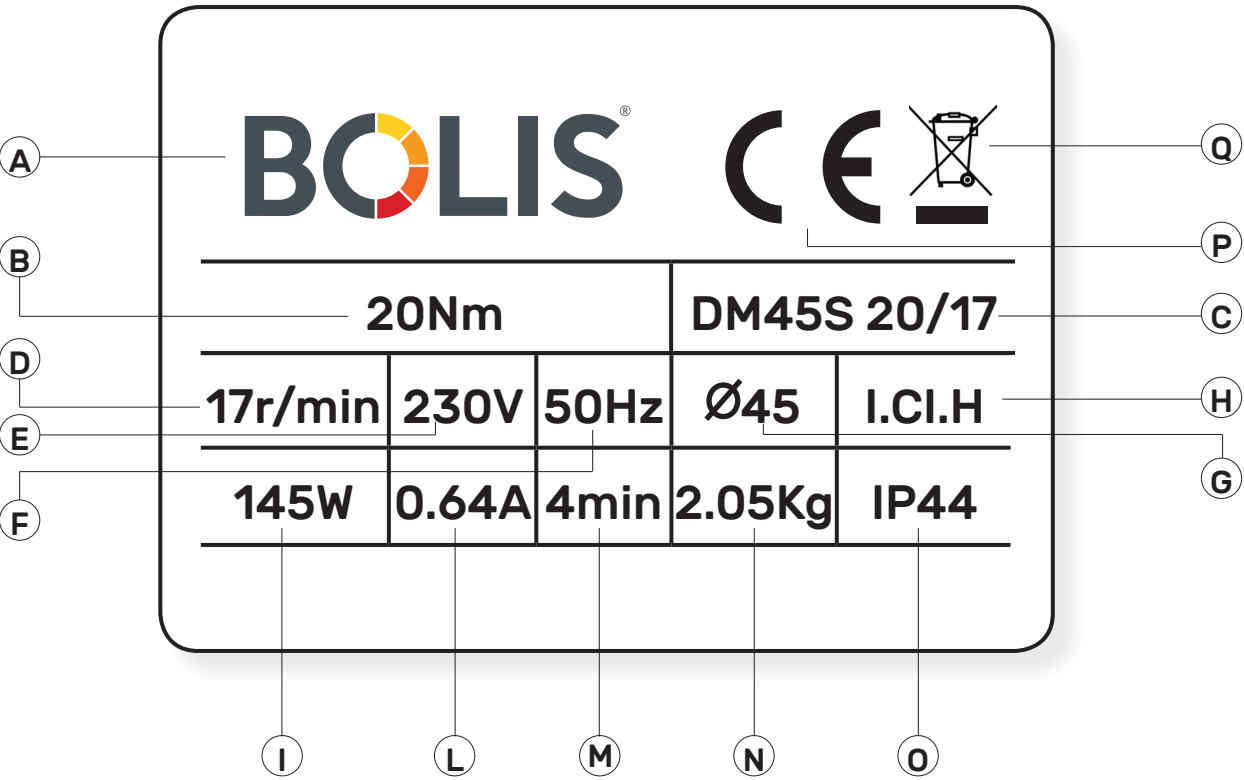 BOLIS®
CE
A
Q
B
P
20Nm
DM45S 20/17
C
D
17r/min
230V
50Hz
Ø45
I.Cl.H
H
E
G
145W
0.64A
4min
2.05Kg
IP44
F
I
L
M
N
O